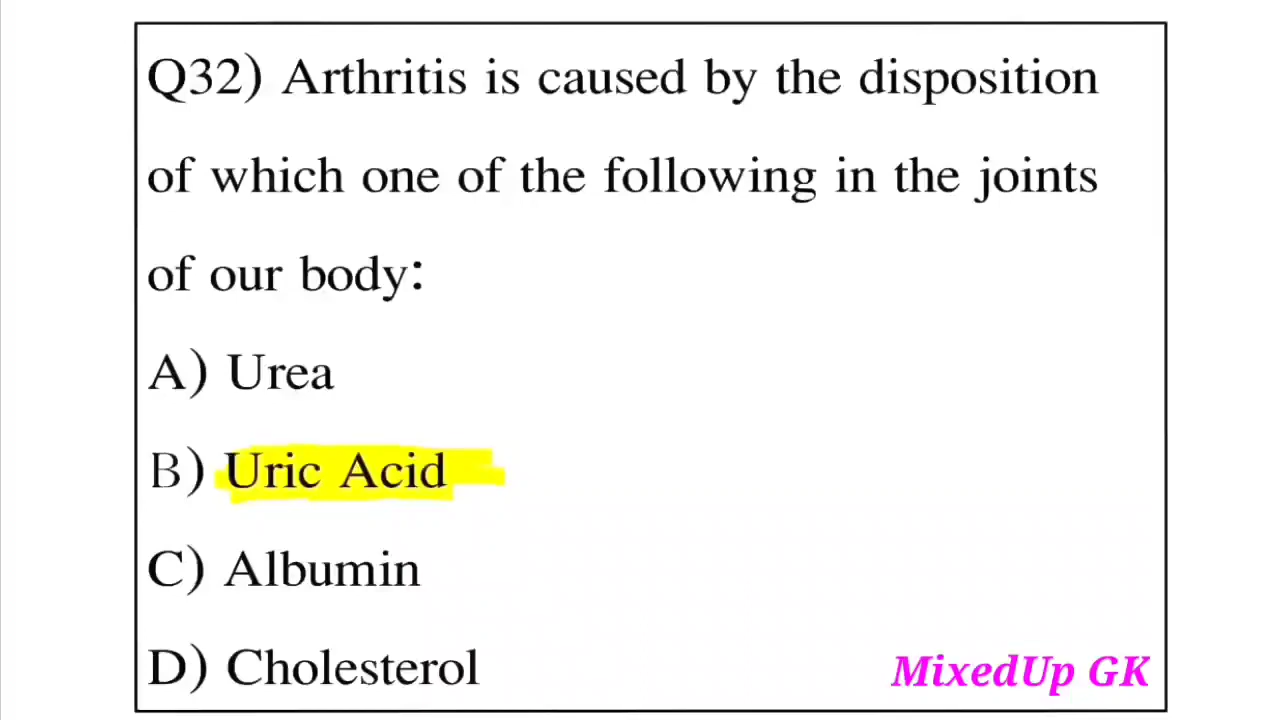 Q32) Arthritis is caused by the disposition
of which one of the following in the joints
of our body:
A) Urea
B) Uric Acid
C) Albumin
D) Cholesterol
MixedUp GK